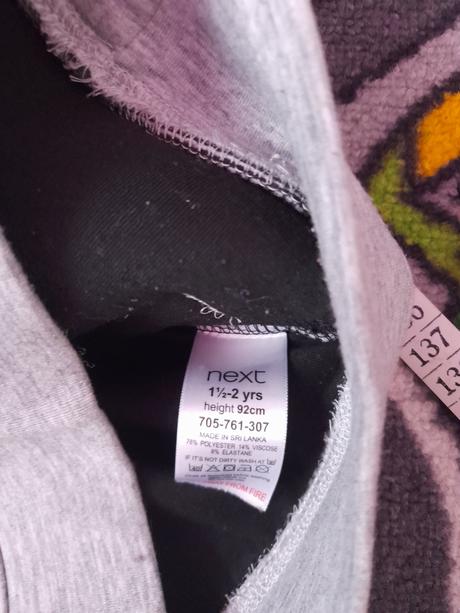 next
1½-2 yrs
height 92cm
705-761-307
MADE IN SRI LANKA
78% POLYESTER 14% VISCOSE
8% ELASTANE
IF IT'S NOT DIRTY WASH AT
AWAY FROM FIRE
137